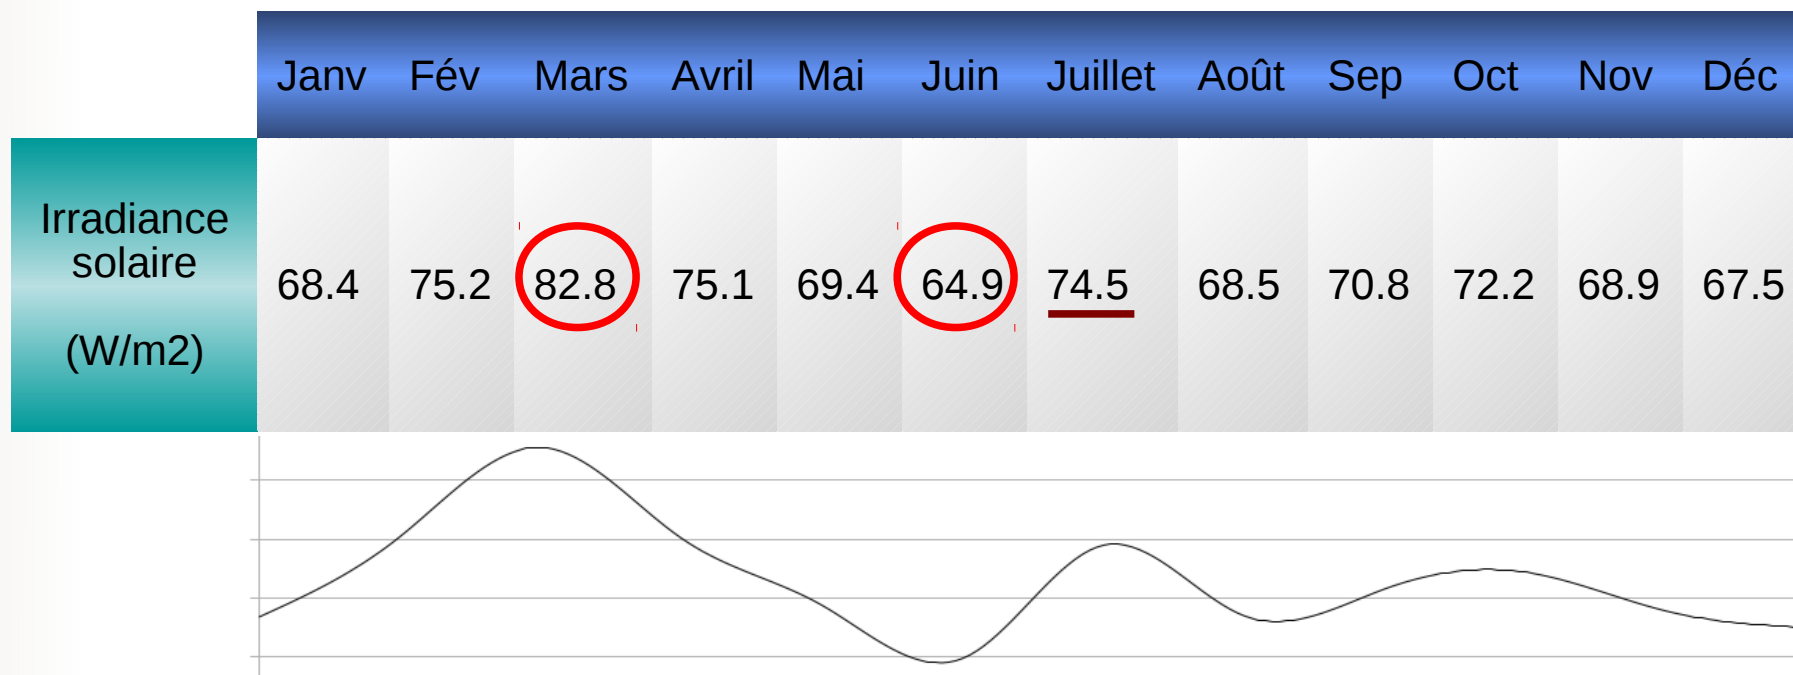 Janv Fév Mars Avril Mai Juin Juillet Août Sep Oct Nov Déc
Irradiance
solaire
(W/m2)
68.4 75.2 82.8 75.1 69.4 64.9 74.5 68.5 70.8 72.2 68.9 67.5